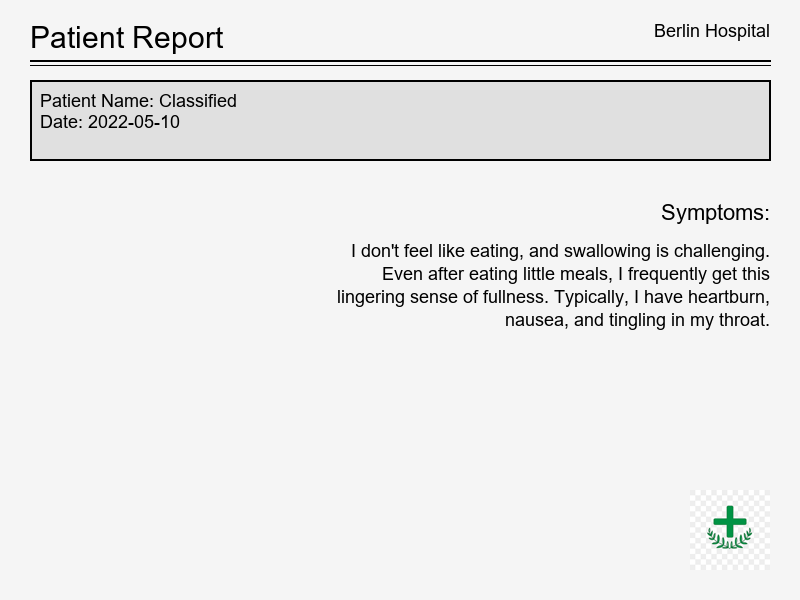 Patient Report
Berlin Hospital
Patient Name: Classified
Date: 2022-05-10
Symptoms:
I don't feel like eating, and swallowing is challenging.
Even after eating little meals, I frequently get this
lingering sense of fullness. Typically, I have heartburn,
nausea, and tingling in my throat.